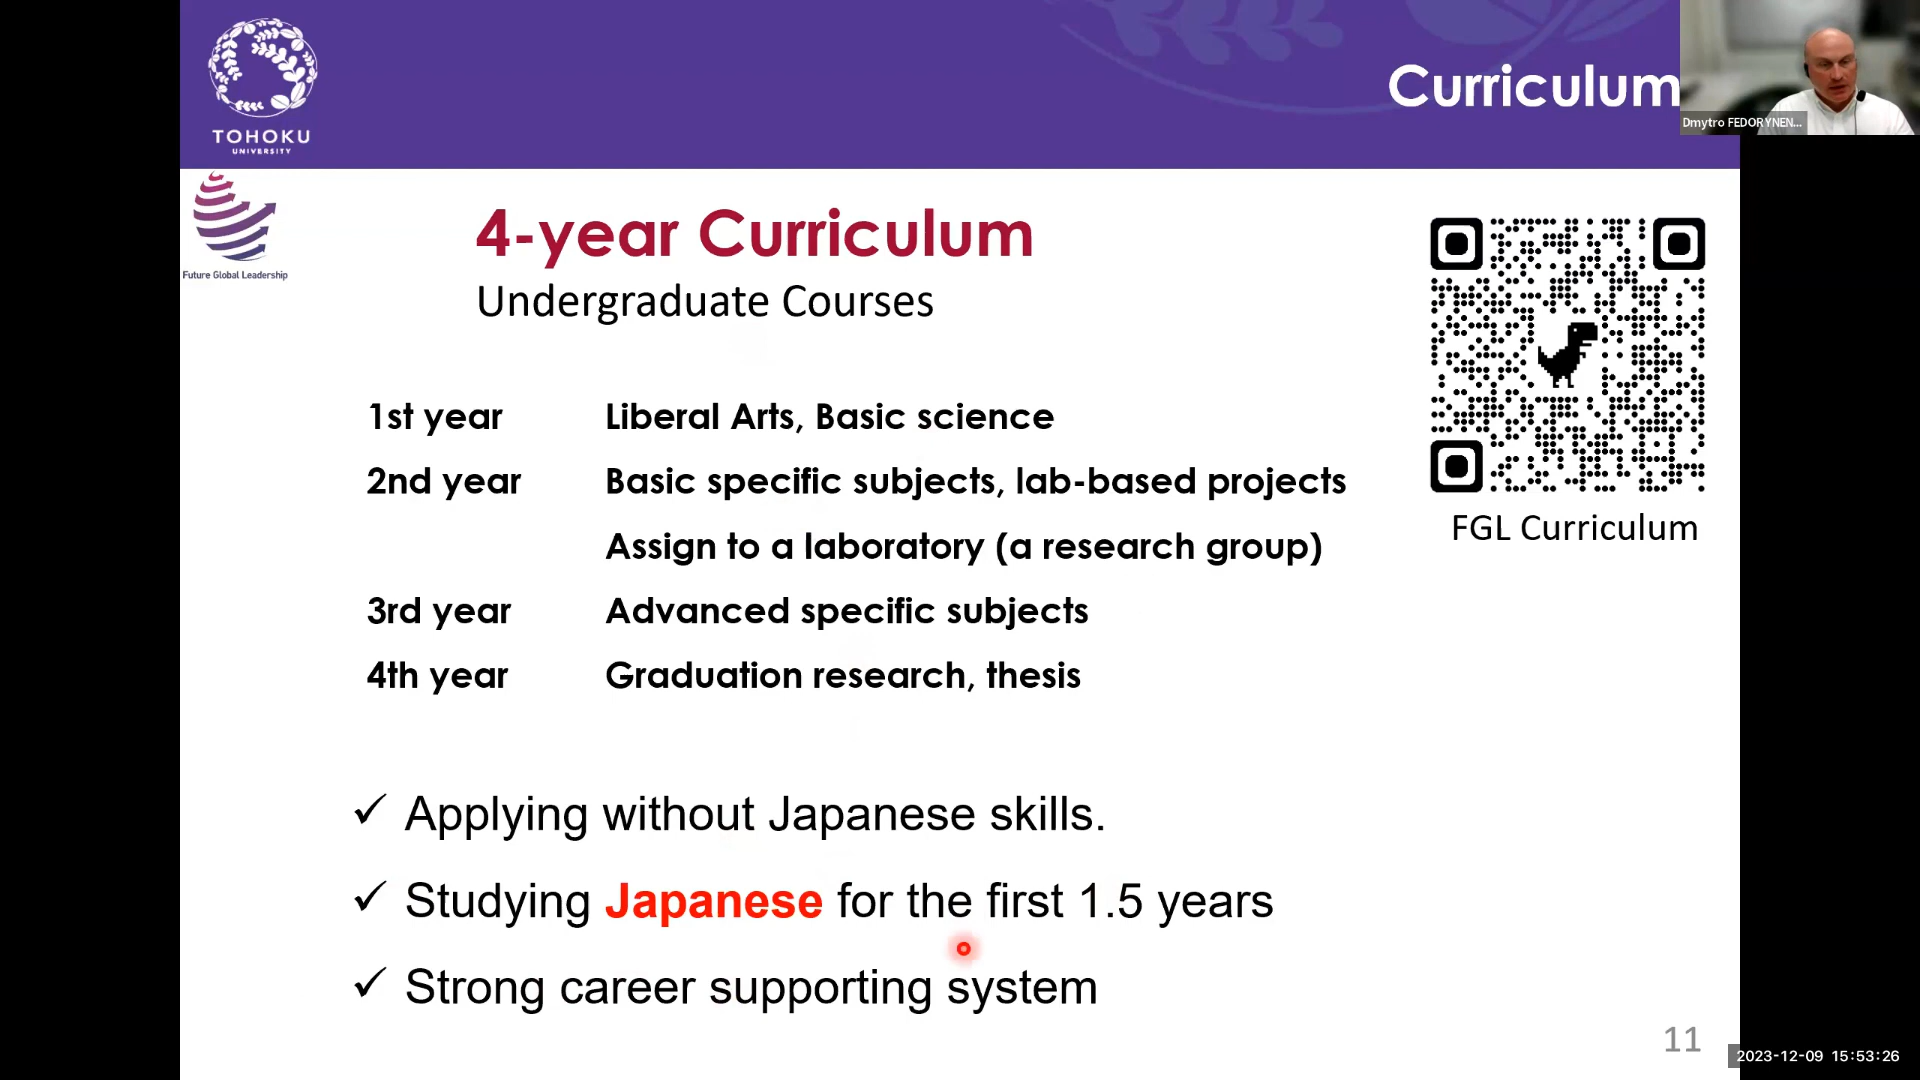 TOHOKU
UNIVERSITY
Curriculum
Dmytro FEDORYNEN...
Future Global Leadership
4-year Curriculum
Undergraduate Courses
1st year Liberal Arts, Basic science
2nd year Basic specific subjects, lab-based projects
Assign to a laboratory (a research group)
3rd year Advanced specific subjects
4th year Graduation research, thesis
FGL Curriculum
✓ Applying without Japanese skills.
✓ Studying Japanese for the first 1.5 years
✓ Strong career supporting system
11
2023-12-09 15:53:26